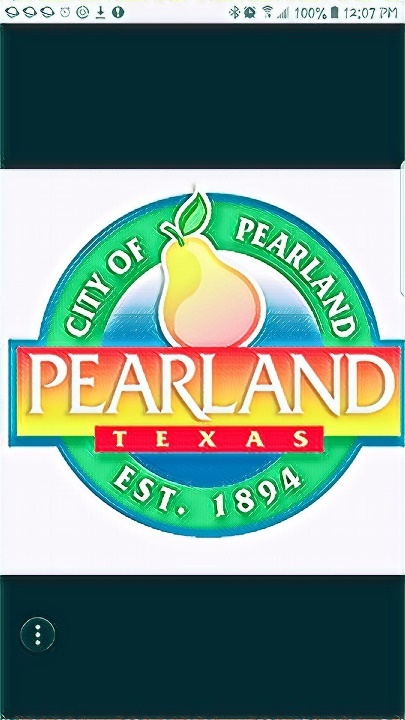 100% 12:07 PM
CITY OF PEARLAND
PEARLAND
TEXAS
EST. 1894